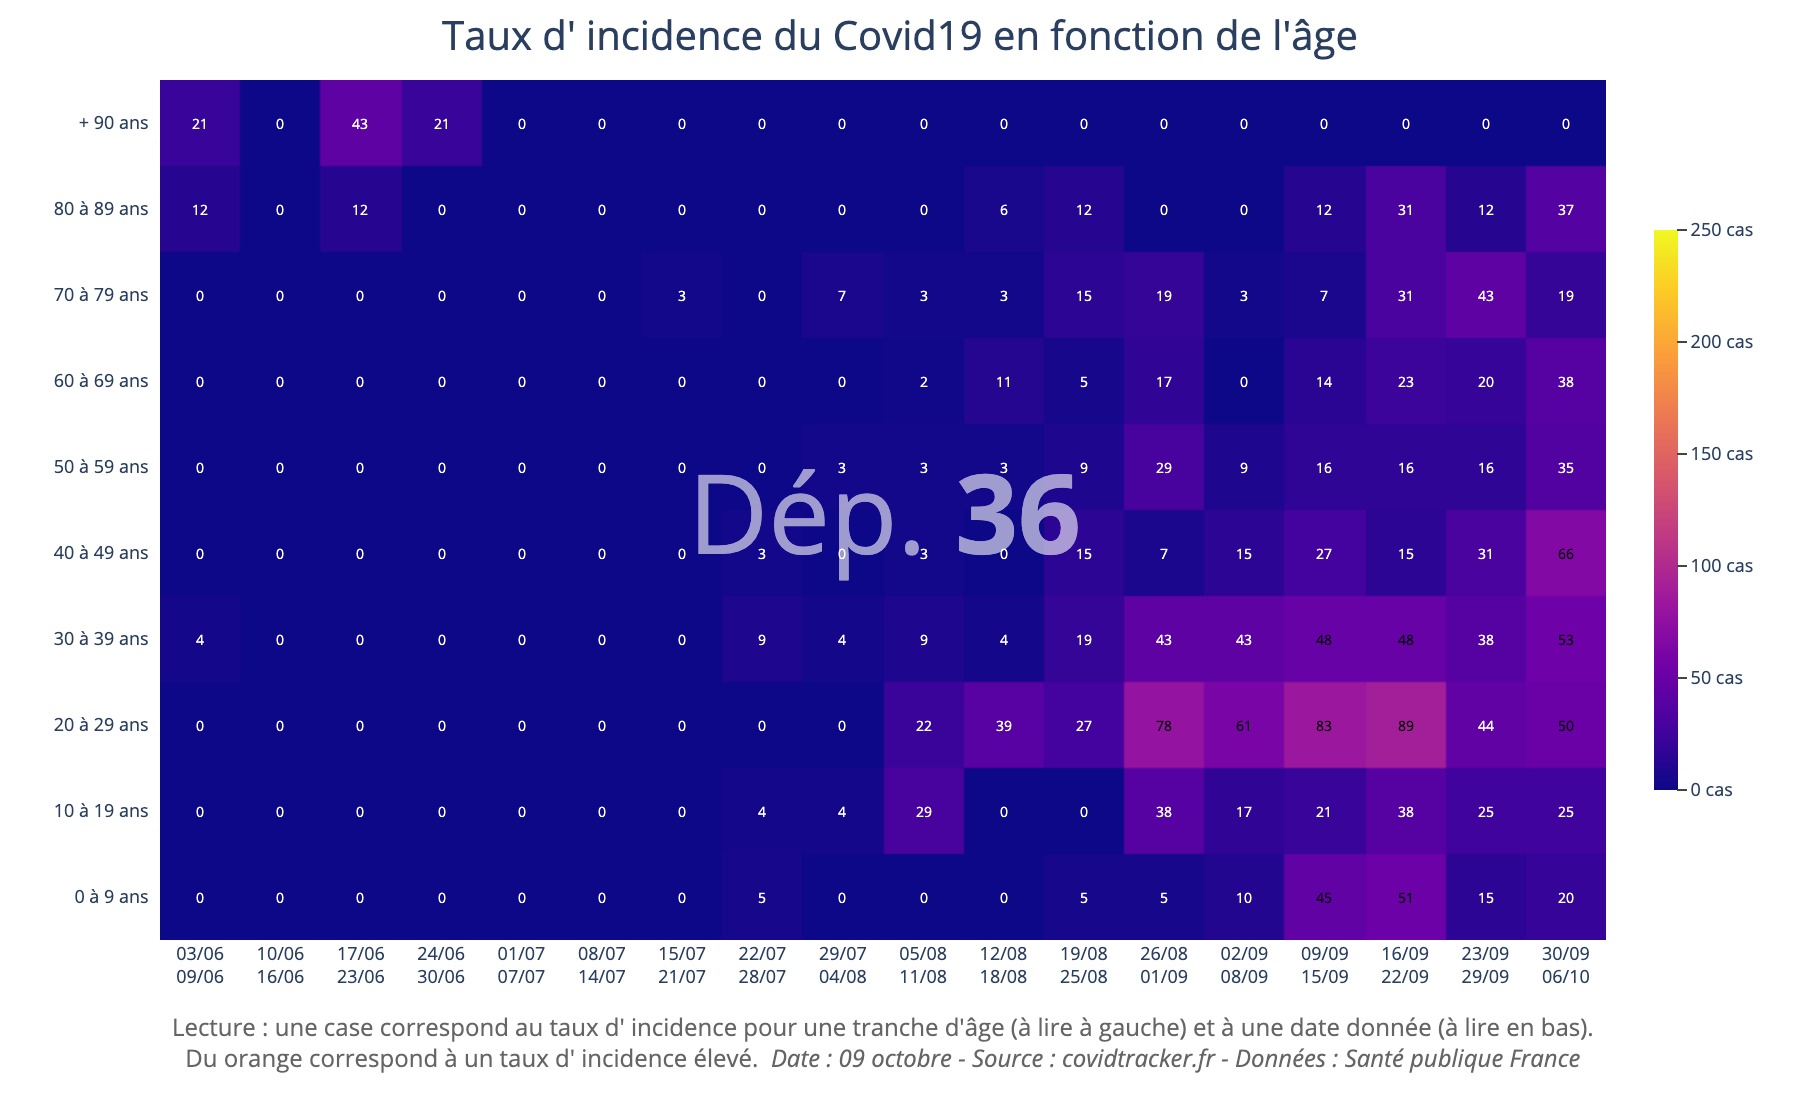 Taux d' incidence du Covid19 en fonction de l'âge
+ 90 ans 21 0 43 21 0 0 0 0 0 0 0 0 0 0 0 0 0 0
80 à 89 ans 12 0 12 0 0 0 0 0 0 0 6 12 0 0 12 31 12 37
250 cas
70 à 79 ans 0 0 0 0 0 0 3 0 7 3 3 15 19 3 7 31 43 19
200 cas
60 à 69 ans 0 0 0 0 0 0 0 0 0 2 11 5 17 0 14 23 20 38
150 cas
50 à 59 ans 0 0 0 0 0 0 0 0 3 3 3 9 29 9 16 16 16 35
Dép. 36
40 à 49 ans 0 0 0 0 0 0 0 3 0 3 0 15 7 15 27 15 31 66
100 cas
30 à 39 ans 4 0 0 0 0 0 0 9 4 9 4 19 43 43 48 48 38 53
50 cas
20 à 29 ans 0 0 0 0 0 0 0 0 0 22 39 27 78 61 83 89 44 50
0 cas
10 à 19 ans 0 0 0 0 0 0 0 4 4 29 0 0 38 17 21 38 25 25
0 à 9 ans 0 0 0 0 0 0 0 5 0 0 0 5 5 10 45 51 15 20
03/06 10/06 17/06 24/06 01/07 08/07 15/07 22/07 29/07 05/08 12/08 19/08 26/08 02/09 09/09 16/09 23/09 30/09
09/06 16/06 23/06 30/06 07/07 14/07 21/07 28/07 04/08 11/08 18/08 25/08 01/09 08/09 15/09 22/09 29/09 06/10
Lecture : une case correspond au taux d' incidence pour une tranche d'âge (à lire à gauche) et à une date donnée (à lire en bas).
Du orange correspond à un taux d' incidence élevé. Date : 09 octobre - Source : covidtracker.fr - Données : Santé publique France